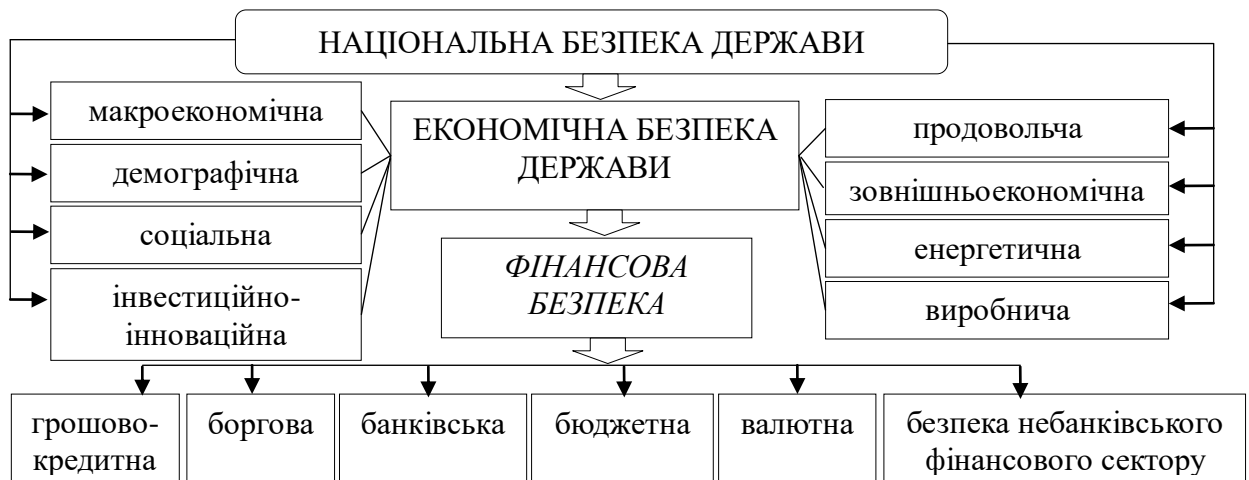 НАЦІОНАЛЬНА БЕЗПЕКА ДЕРЖАВИ
макроекономічна
демографічна
соціальна
інвестиційно-
інноваційна
ЕКОНОМІЧНА БЕЗПЕКА
ДЕРЖАВИ
ФІНАНСОВА
БЕЗПЕКА
продовольча
зовнішньоекономічна
енергетична
виробнича
грошово-
кредитна
боргова
банківська
бюджетна
валютна
безпека небанківського
фінансового сектору